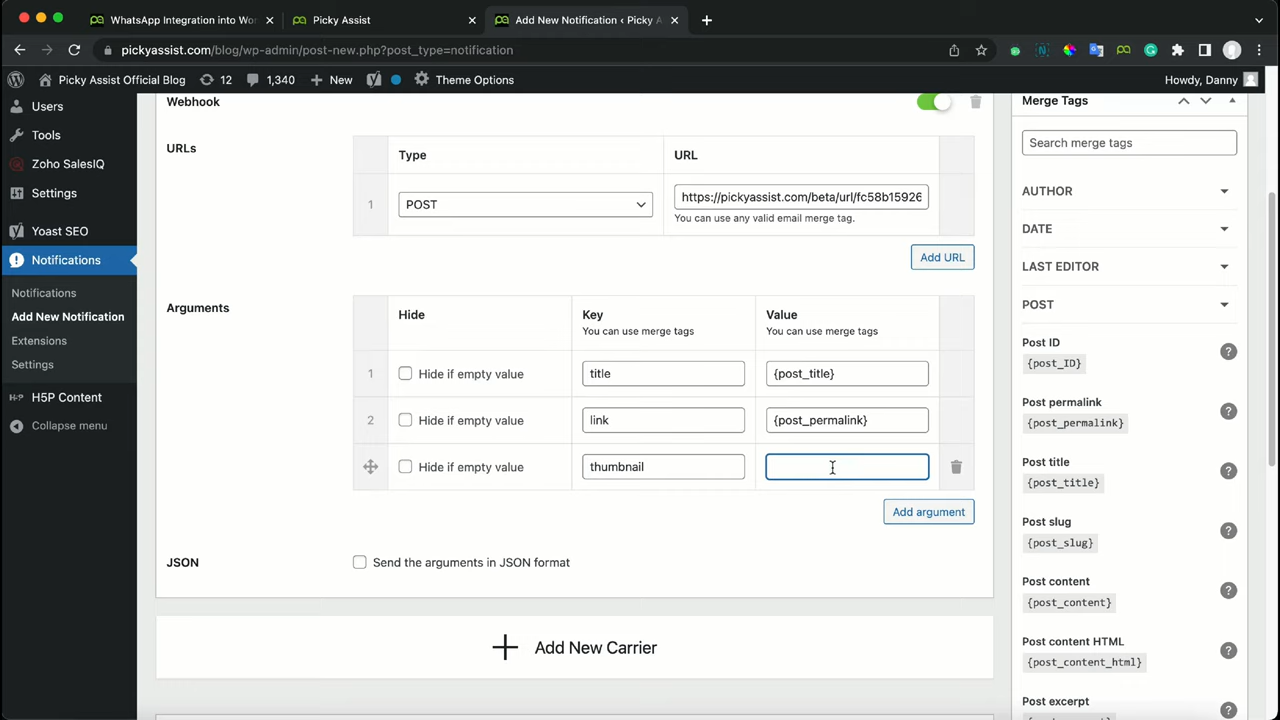 WhatsApp Integration into Wor
Picky Assist
Add New Notification ‹ Picky A
pickyassist.com/blog/wp-admin/post-new.php?post_type=notification
Picky Assist Official Blog
12
1,340
New
Theme Options
Howdy, Danny
Users
Tools
Zoho SalesIQ
Settings
Yoast SEO
Notifications
Notifications
Add New Notification
Extensions
Settings
H5P Content
Collapse menu
Webhook
URLs
Type
URL
1
POST
https://pickyassist.com/beta/url/fc58b15926
You can use any valid email merge tag.
Add URL
Arguments
Hide
Key
You can use merge tags
Value
You can use merge tags
1
Hide if empty value
title
{post_title}
2
Hide if empty value
link
{post_permalink}
Hide if empty value
thumbnail
Add argument
JSON
Send the arguments in JSON format
Add New Carrier
Merge Tags
Search merge tags
AUTHOR
DATE
LAST EDITOR
POST
Post ID
{post_ID}
Post permalink
{post_permalink}
Post title
{post_title}
Post slug
{post_slug}
Post content
{post_content}
Post content HTML
{post_content_html}
Post excerpt